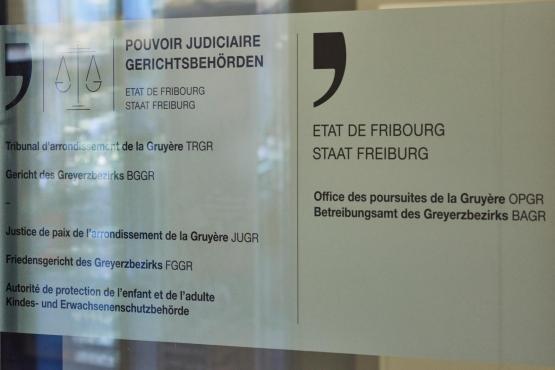 POUVOIR JUDICIAIRE
GERICHTSBEHÖRDEN
ETAT DE FRIBOURG
STAAT FREIBURG
Tribunal d'arrondissement de la Gruyère TRGR
Gericht des Greyerzbezirks BGGR
–
Justice de paix de l'arrondissement de la Gruyère JUGR
Friedensgericht des Greyerzbezirks FGGR
Autorité de protection de l'enfant et de l'adulte
Kindes- und Erwachsenenschutzbehörde
ETAT DE FRIBOURG
STAAT FREIBURG
Office des poursuites de la Gruyère OPGR
Betreibungsamt des Greyerzbezirks BAGR